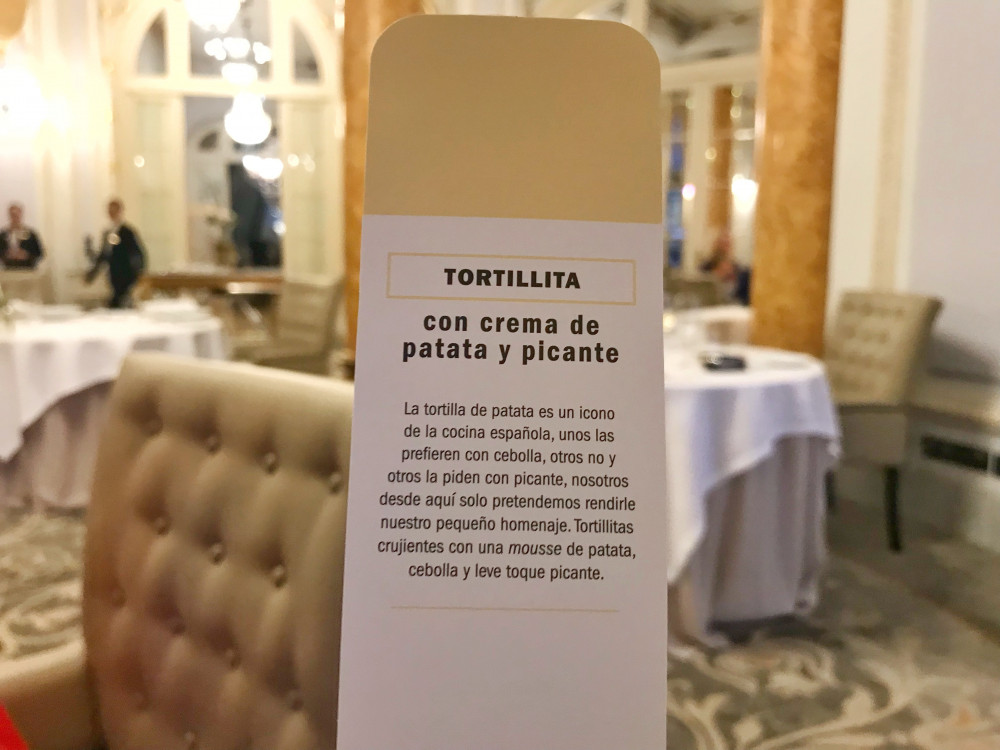 TORTILLITA
con crema de
patata y picante
La tortilla de patata es un icono
de la cocina española, unos las
prefieren con cebolla, otros no y
otros la piden con picante, nosotros
desde aquí solo pretendemos rendirle
nuestro pequeño homenaje. Tortillitas
crujientes con una mousse de patata,
cebolla y leve toque picante.